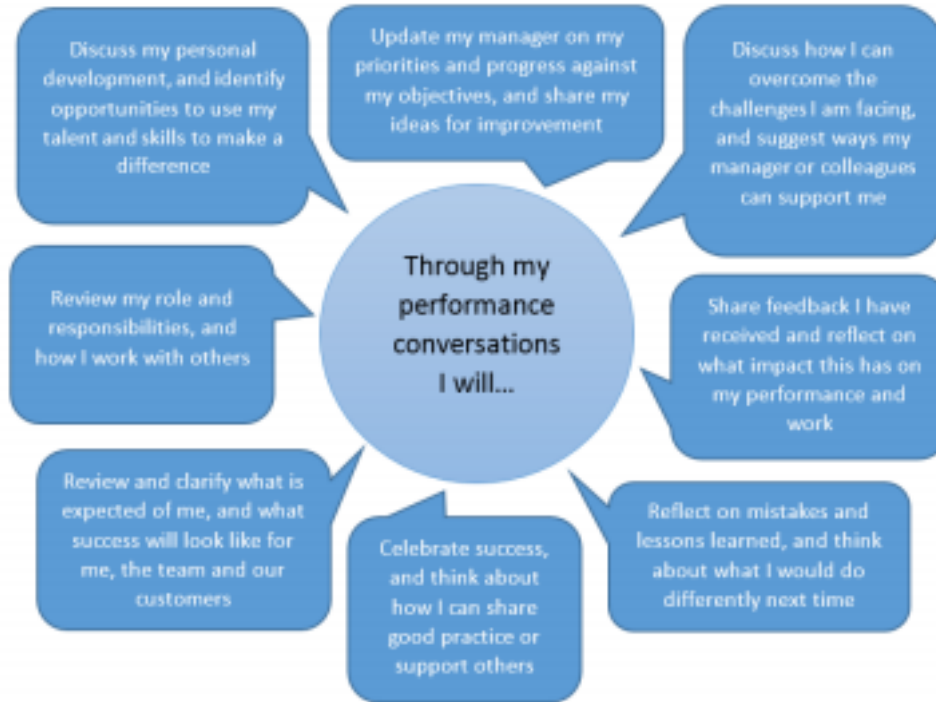 Discuss my personal
development, and identify
opportunities to use my
talent and skills to make a
difference
Update my manager on my
priorities and progress against
my objectives, and share my
ideas for improvement
Discuss how I can
overcome the
challenges I am facing,
and suggest ways my
manager or colleagues
can support me
Through my
performance
conversations
I will...
Review my role and
responsibilities, and
how I work with others
Share feedback I have
received and reflect on
what impact this has on
my performance and
work
Review and clarify what is
expected of me, and what
success will look like for
me, the team and our
customers
Celebrate success,
and think about
how I can share
good practice or
support others
Reflect on mistakes and
lessons learned, and think
about what I would do
differently next time